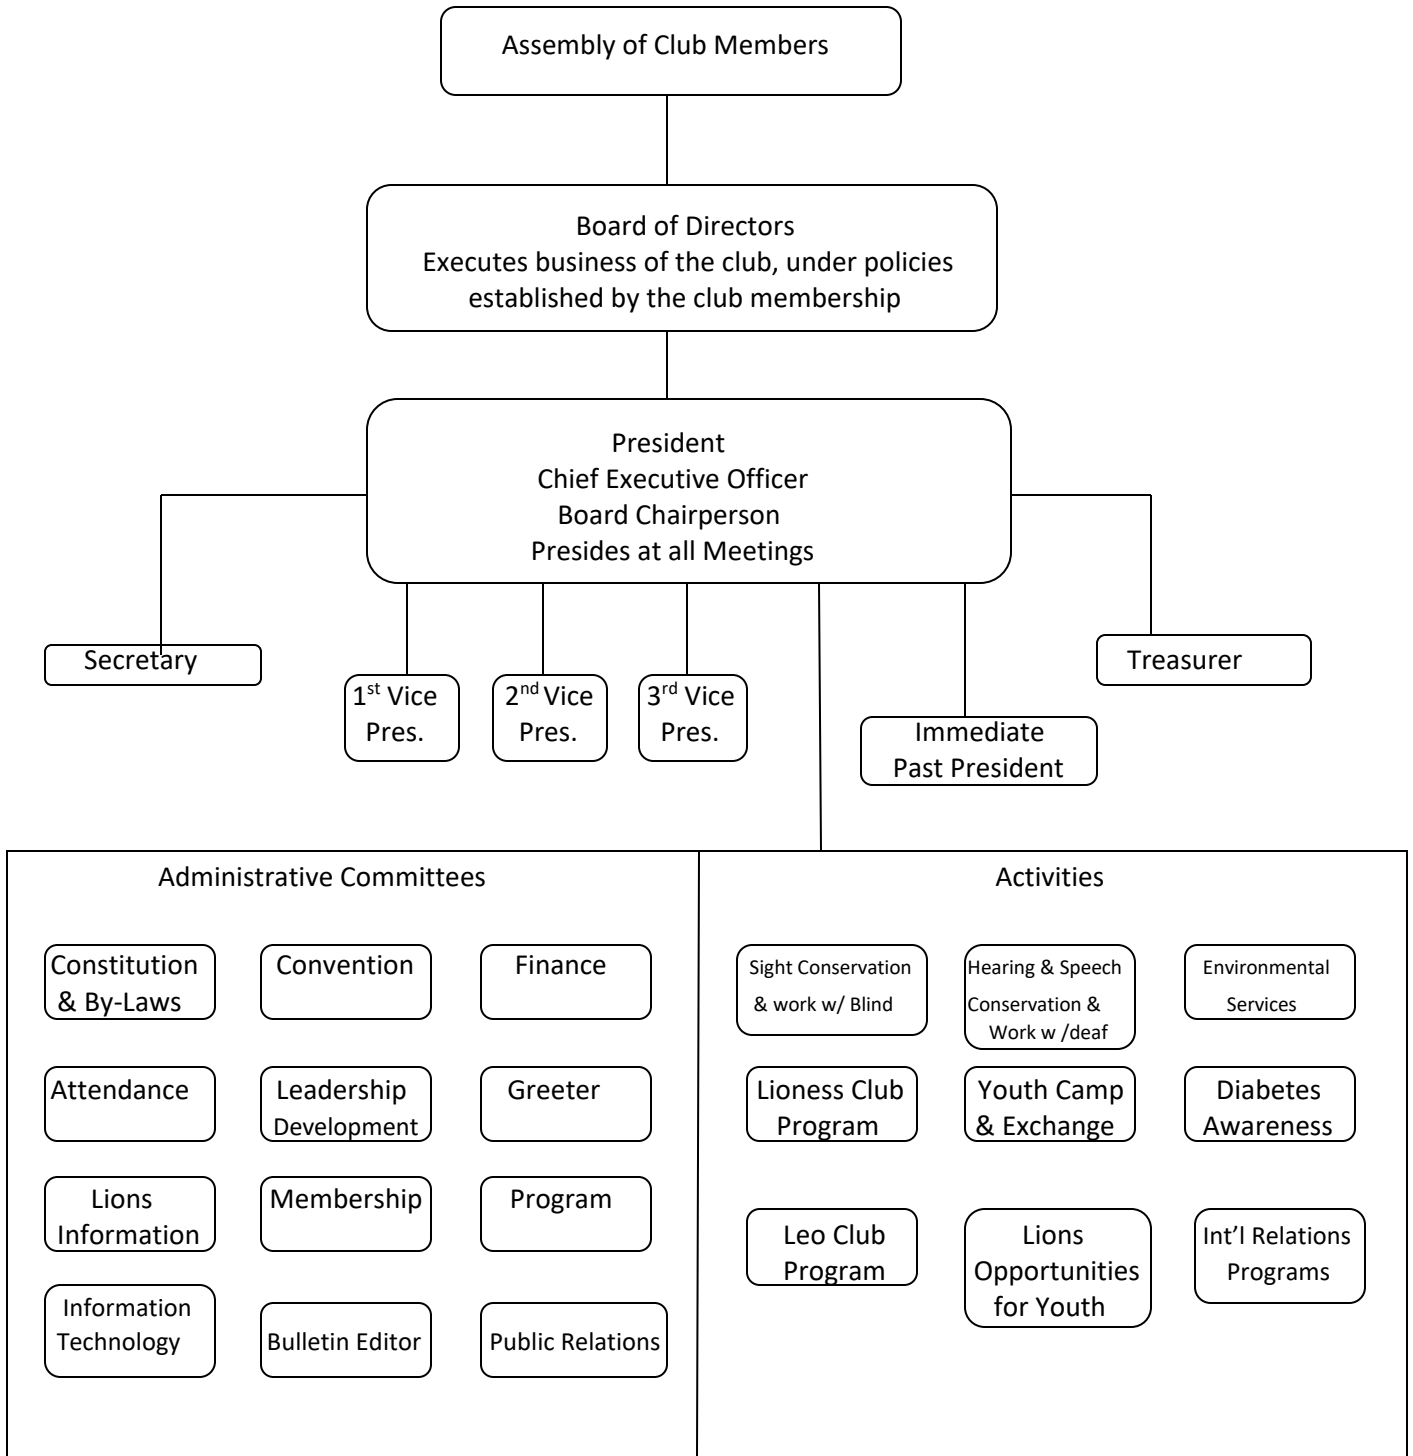 Assembly of Club Members
Board of Directors
Executes business of the club, under policies
established by the club membership
President
Chief Executive Officer
Board Chairperson
Presides at all Meetings
Secretary
1st Vice
Pres.
2nd Vice
Pres.
3rd Vice
Pres.
Immediate
Past President
Treasurer
Administrative Committees
Constitution
& By-Laws
Convention
Finance
Attendance
Leadership
Development
Greeter
Lions
Information
Membership
Program
Information
Technology
Bulletin Editor
Public Relations
Activities
Sight Conservation
& work w/ Blind
Hearing & Speech
Conservation &
Work w /deaf
Environmental
Services
Lioness Club
Program
Youth Camp
& Exchange
Diabetes
Awareness
Leo Club
Program
Lions
Opportunities
for Youth
Int’l Relations
Programs